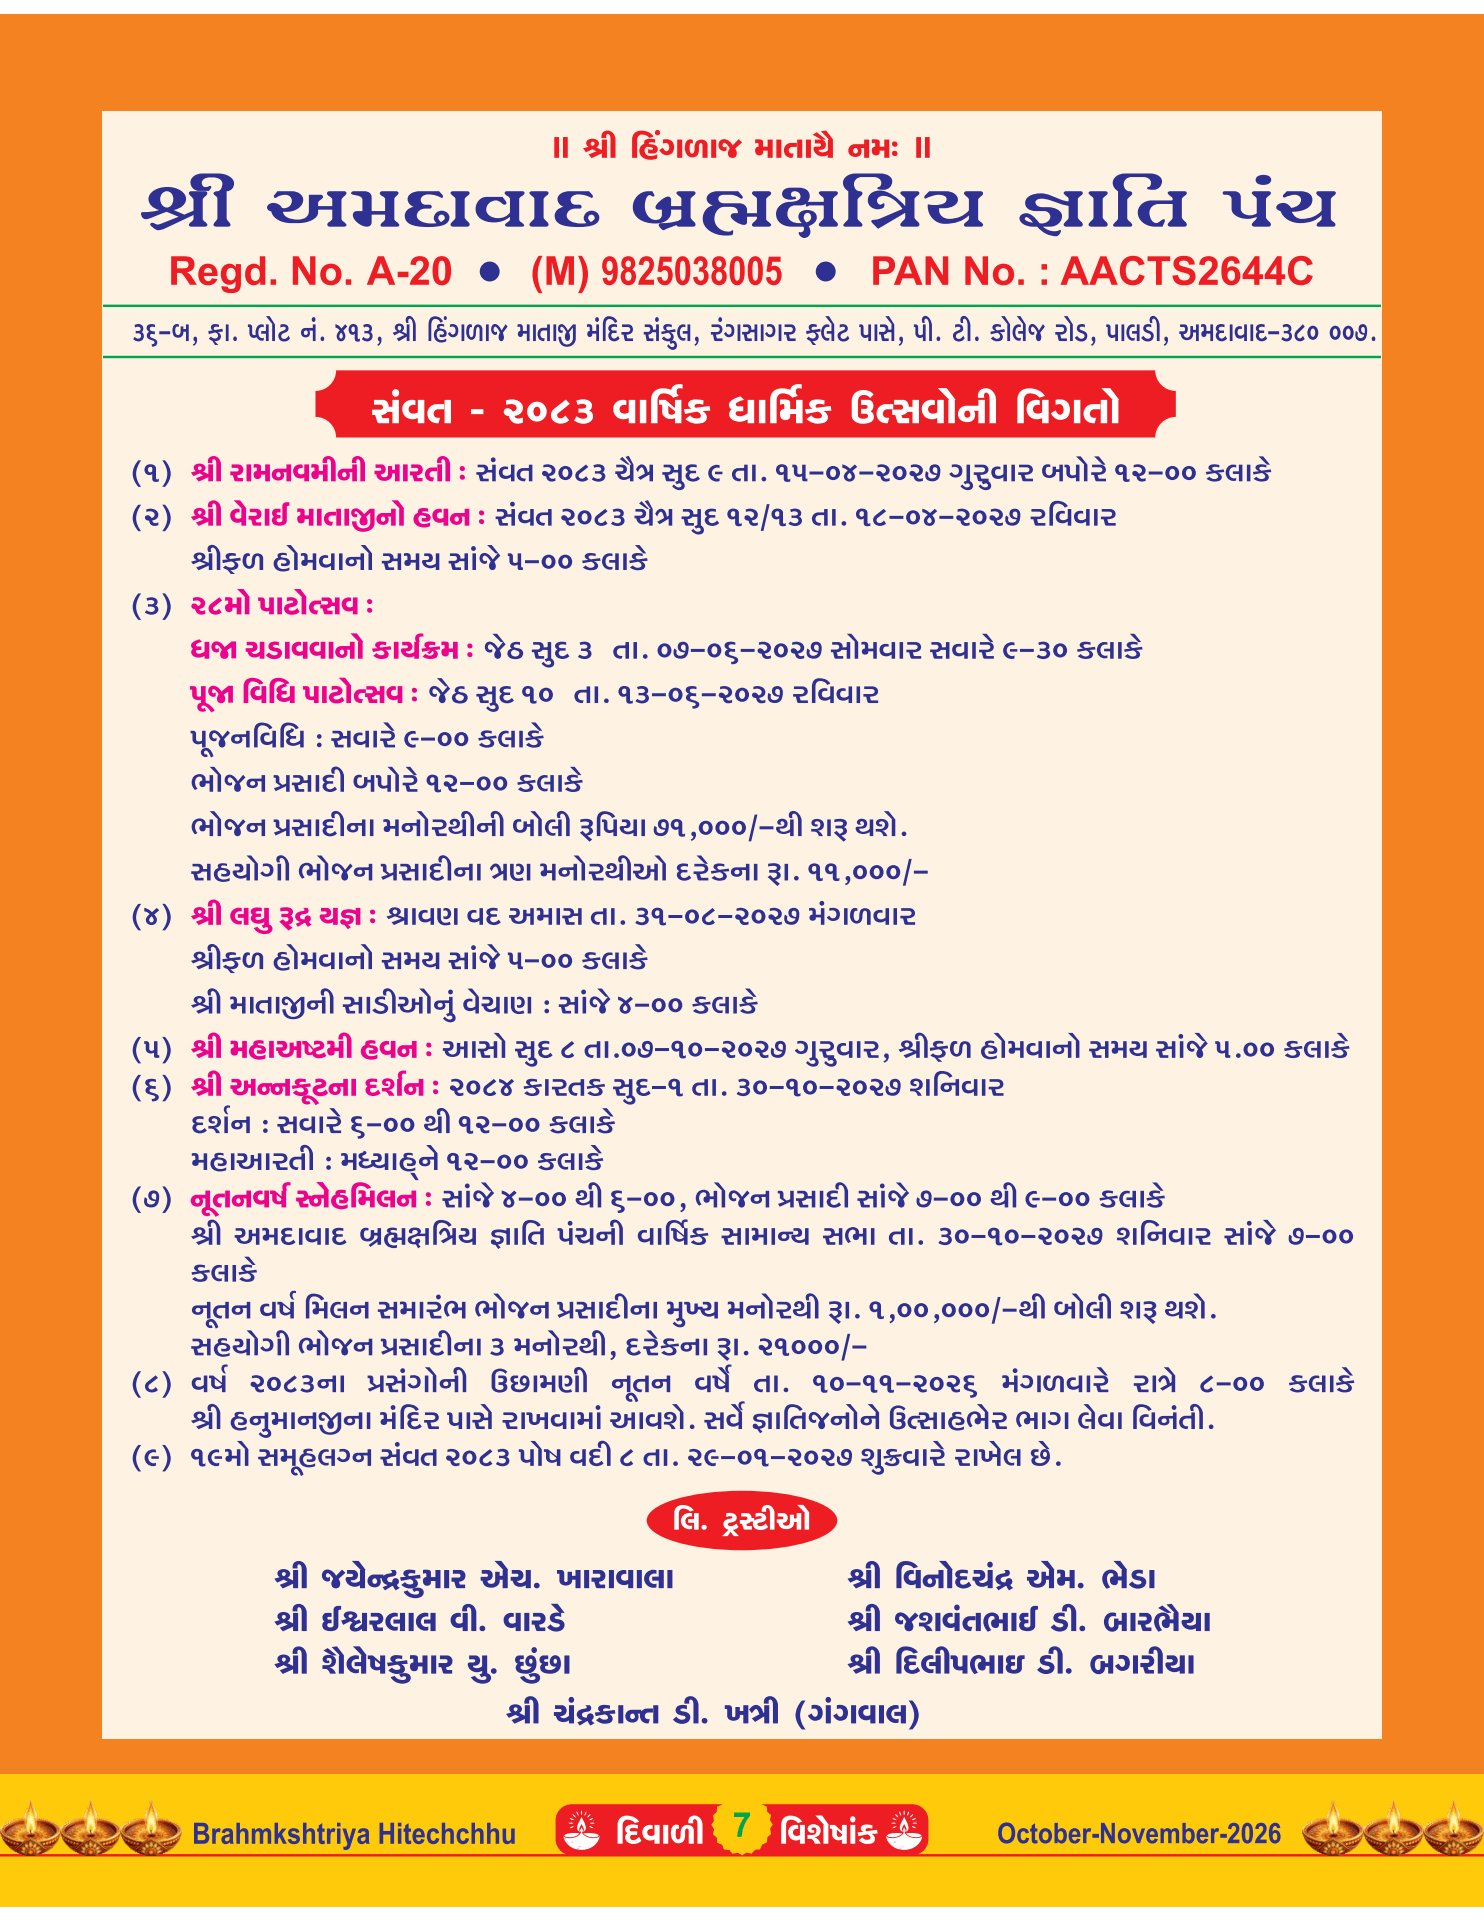 ॥ શ્રી હિંગળાજ માતાયૈ નમઃ ॥
શ્રી અમદાવાદ બ્રહ્મક્ષત્રિય જ્ઞાતિ પંચ
Regd. No. A-20 ● (M) 9825038005 ● PAN No. : AACTS2644C
૩૬–બ, ફા. પ્લોટ નં. ૪૧૩, શ્રી હિંગળાજ માતાજી મંદિર સંકુલ, રંગસાગર ફ્લેટ પાસે, પી. ટી. કોલેજ રોડ, પાલડી, અમદાવાદ–૩૮૦ ૦૦૭.
સંવત - ૨૦૮૩ વાર્ષિક ધાર્મિક ઉત્સવોની વિગતો
(૧) શ્રી રામનવમીની આરતી : સંવત ૨૦૮૩ ચૈત્ર સુદ ૯ તા. ૧૫–૦૪–૨૦૨૭ ગુરુવાર બપોરે ૧૨–૦૦ કલાકે
(૨) શ્રી વેરાઈ માતાજીનો હવન : સંવત ૨૦૮૩ ચૈત્ર સુદ ૧૨/૧૩ તા. ૧૮–૦૪–૨૦૨૭ રવિવાર
શ્રીફળ હોમવાનો સમય સાંજે ૫–૦૦ કલાકે
(૩) ૨૮મો પાટોત્સવ :
ધજા ચડાવવાનો કાર્યક્રમ : જેઠ સુદ ૩ તા. ૦૭–૦૬–૨૦૨૭ સોમવાર સવારે ૯–૩૦ કલાકે
પૂજા વિધિ પાટોત્સવ : જેઠ સુદ ૧૦ તા. ૧૩–૦૬–૨૦૨૭ રવિવાર
પૂજનવિધિ : સવારે ૯–૦૦ કલાકે
ભોજન પ્રસાદી બપોરે ૧૨–૦૦ કલાકે
ભોજન પ્રસાદીના મનોરથીની બોલી રૂપિયા ૭૧,૦૦૦/–થી શરૂ થશે.
સહયોગી ભોજન પ્રસાદીના ત્રણ મનોરથીઓ દરેકના રૂા. ૧૧,૦૦૦/–
(૪) શ્રી લઘુ રૂદ્ર યજ્ઞ : શ્રાવણ વદ અમાસ તા. ૩૧–૦૮–૨૦૨૭ મંગળવાર
શ્રીફળ હોમવાનો સમય સાંજે ૫–૦૦ કલાકે
શ્રી માતાજીની સાડીઓનું વેચાણ : સાંજે ૪–૦૦ કલાકે
(૫) શ્રી મહાઅષ્ટમી હવન : આસો સુદ ૮ તા.૦૭–૧૦–૨૦૨૭ ગુરુવાર, શ્રીફળ હોમવાનો સમય સાંજે ૫.૦૦ કલાકે
(૬) શ્રી અન્નકૂટના દર્શન : ૨૦૮૪ કારતક સુદ–૧ તા. ૩૦–૧૦–૨૦૨૭ શનિવાર
દર્શન : સવારે ૬–૦૦ થી ૧૨–૦૦ કલાકે
મહાઆરતી : મધ્યાહ્ને ૧૨–૦૦ કલાકે
(૭) નૂતનવર્ષ સ્નેહમિલન : સાંજે ૪–૦૦ થી ૬–૦૦, ભોજન પ્રસાદી સાંજે ૭–૦૦ થી ૯–૦૦ કલાકે
શ્રી અમદાવાદ બ્રહ્મક્ષત્રિય જ્ઞાતિ પંચની વાર્ષિક સામાન્ય સભા તા. ૩૦–૧૦–૨૦૨૭ શનિવાર સાંજે ૭–૦૦
કલાકે
નૂતન વર્ષ મિલન સમારંભ ભોજન પ્રસાદીના મુખ્ય મનોરથી રૂા. ૧,૦૦,૦૦૦/–થી બોલી શરૂ થશે.
સહયોગી ભોજન પ્રસાદીના ૩ મનોરથી, દરેકના રૂા. ૨૧૦૦૦/–
(૮) વર્ષ ૨૦૮૩ના પ્રસંગોની ઉછામણી નૂતન વર્ષે તા. ૧૦–૧૧–૨૦૨૬ મંગળવારે રાત્રે ૮–૦૦ કલાકે
શ્રી હનુમાનજીના મંદિર પાસે રાખવામાં આવશે. સર્વે જ્ઞાતિજનોને ઉત્સાહભેર ભાગ લેવા વિનંતી.
(૯) ૧૯મો સમૂહલગ્ન સંવત ૨૦૮૩ પોષ વદી ૮ તા. ૨૯–૦૧–૨૦૨૭ શુક્રવારે રાખેલ છે.
લિ. ટ્રસ્ટીઓ
શ્રી જયેન્દ્રકુમાર એચ. ખારાવાલા શ્રી વિનોદચંદ્ર એમ. ભેડા
શ્રી ઈશ્વરલાલ વી. વારડે શ્રી જશવંતભાઈ ડી. બારભૈયા
શ્રી શૈલેષકુમાર યુ. છુંછા શ્રી દિલીપભાઇ ડી. બગરીયા
શ્રી ચંદ્રકાન્ત ડી. ખત્રી (ગંગવાલ)
Brahmkshtriya Hitechchhu દિવાળી 7 વિશેષાંક October-November-2026